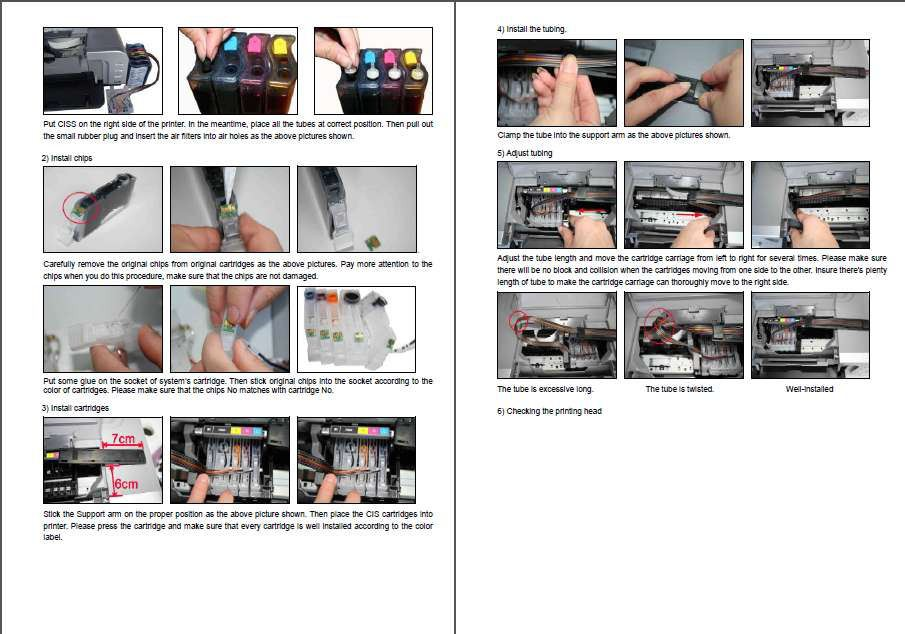 Put CISS on the right side of the printer. In the meantime, place all the tubes at correct position. Then pull out
the small rubber plug and insert the air filters into air holes as the above pictures shown.
2) Install chips
Carefully remove the original chips from original cartridges as the above pictures. Pay more attention to the
chips when you do this procedure, make sure that the chips are not damaged.
Put some glue on the socket of system's cartridge. Then stick original chips into the socket according to the
color of cartridges. Please make sure that the chips No matches with cartridge No.
3) Install cartridges
7cm
6cm
Stick the Support arm on the proper position as the above picture shown. Then place the CIS cartridges into
printer. Please press the cartridge and make sure that every cartridge is well installed according to the color
label.
4) Install the tubing.
Clamp the tube into the support arm as the above pictures shown.
5) Adjust tubing
Adjust the tube length and move the cartridge carriage from left to right for several times. Please make sure
there will be no block and collision when the cartridges moving from one side to the other. Insure there's plenty
length of tube to make the cartridge carriage can thoroughly move to the right side.
The tube is excessive long.
The tube is twisted.
Well-installed
6) Checking the printing head